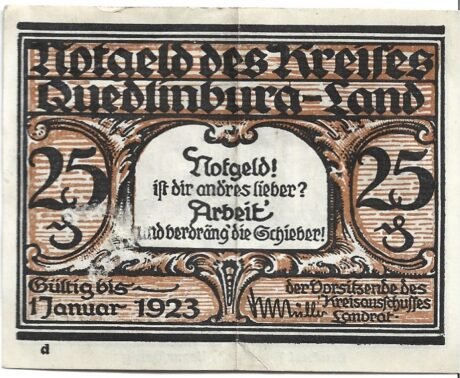 Notgeld des Kreises
Quedlinburg-Land
25
Notgeld!
ist dir andres lieber?
Arbeit'
und verdräng' die Schieber!
25
Gültig bis
1 Januar 1923
der Vorsitzende des
Kreisausschusses
Landrat
d